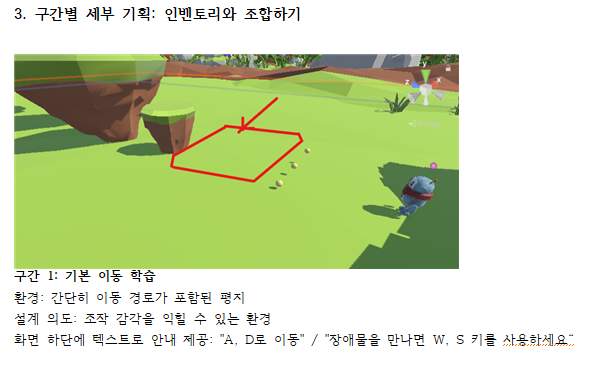 3. 구간별 세부 기획: 인벤토리와 조합하기
y
z
x
구간 1: 기본 이동 학습
환경: 간단히 이동 경로가 포함된 평지
설계 의도: 조작 감각을 익힐 수 있는 환경
화면 하단에 텍스트로 안내 제공: "A, D로 이동" / "장애물을 만나면 W, S 키를 사용하세요"